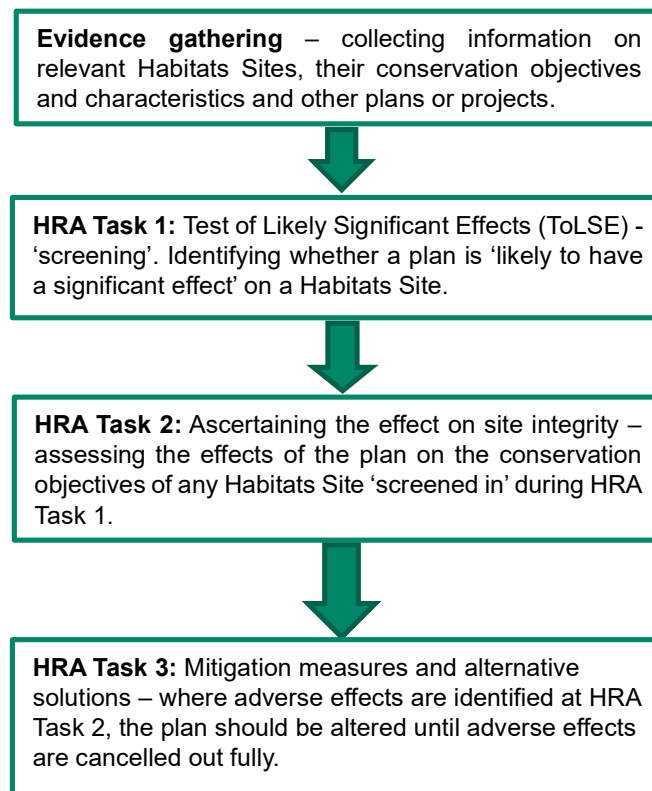 Evidence gathering – collecting information on
relevant Habitats Sites, their conservation objectives
and characteristics and other plans or projects.
HRA Task 1: Test of Likely Significant Effects (ToLSE) -
‘screening’. Identifying whether a plan is ‘likely to have
a significant effect’ on a Habitats Site.
HRA Task 2: Ascertaining the effect on site integrity –
assessing the effects of the plan on the conservation
objectives of any Habitats Site ‘screened in’ during HRA
Task 1.
HRA Task 3: Mitigation measures and alternative
solutions – where adverse effects are identified at HRA
Task 2, the plan should be altered until adverse effects
are cancelled out fully.